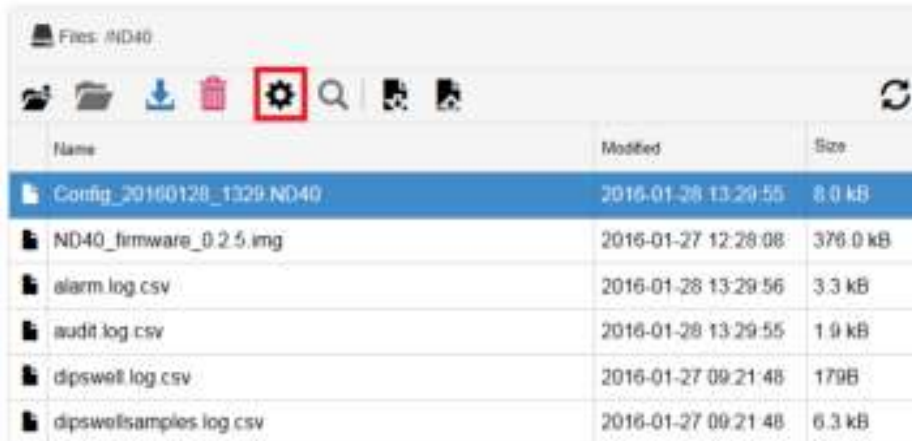 Files: /ND40
Name Modified Size
Config_20160128_1329.ND40 2016-01-28 13:29:55 8.0 kB
ND40_firmware_0.2.5.img 2016-01-27 12:28:08 376.0 kB
alarm.log.csv 2016-01-28 13:29:56 3.3 kB
audit.log.csv 2016-01-28 13:29:55 1.9 kB
dipswell.log.csv 2016-01-27 09:21:48 179B
dipswellsamples.log.csv 2016-01-27 09:21:48 6.3 kB